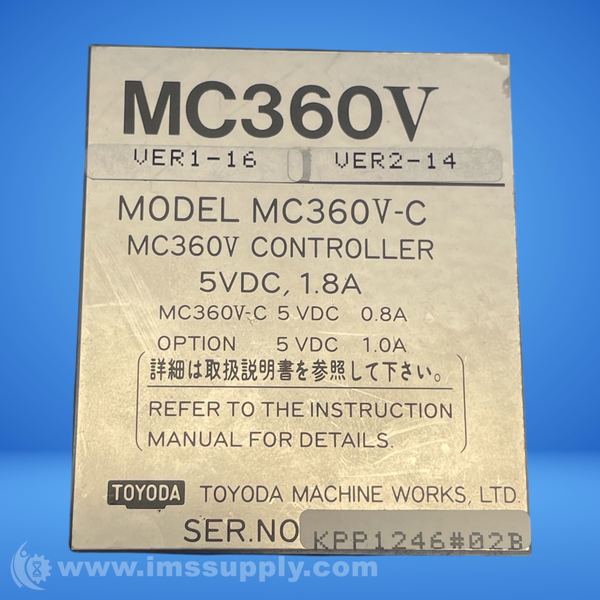 MC360V
VER1-16 VER2-14
MODEL MC360V-C
MC360V CONTROLLER
5VDC, 1.8A
MC360V-C 5 VDC 0.8A
OPTION 5 VDC 1.0A
詳細は取扱説明書を参照して下さい。
REFER TO THE INSTRUCTION
MANUAL FOR DETAILS.
TOYODA TOYODA MACHINE WORKS, LTD.
SER.NO KPP1246#02B
www.imssupply.com